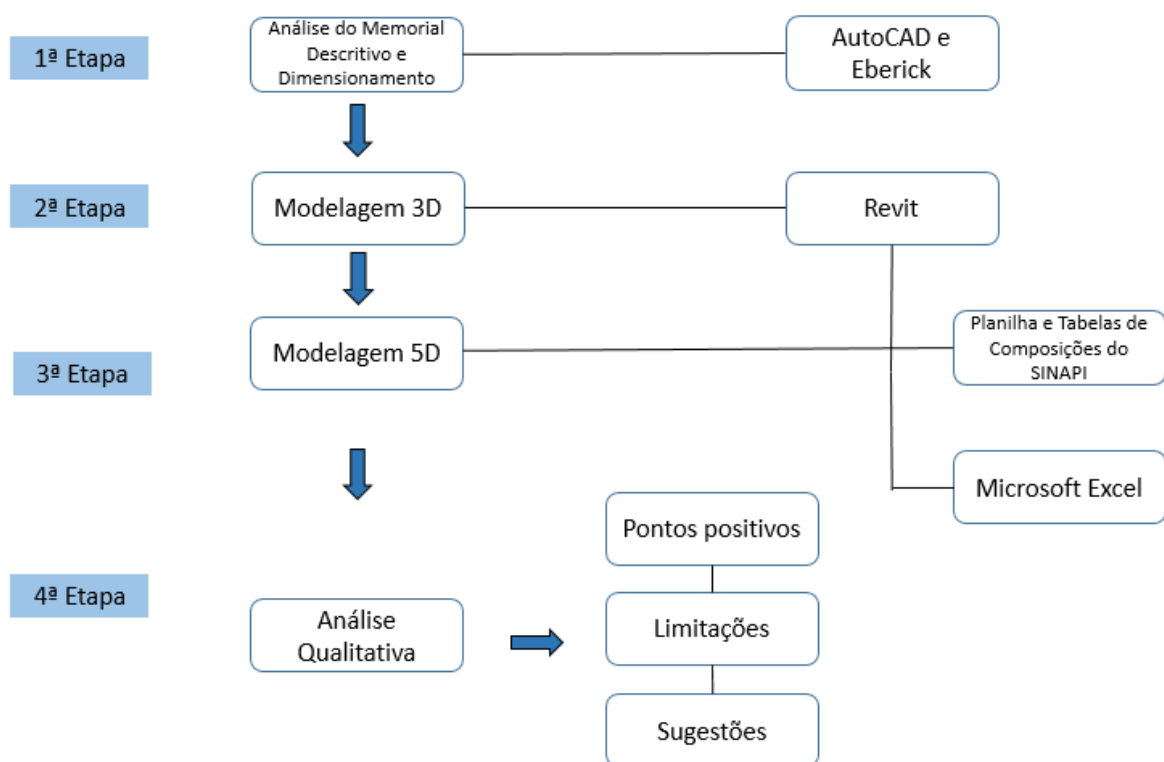 1ª Etapa
Análise do Memorial
Descritivo e
Dimensionamento
AutoCAD e
Eberick
2ª Etapa
Modelagem 3D
Revit
3ª Etapa
Modelagem 5D
Planilha e Tabelas de
Composições do
SINAPI
Microsoft Excel
4ª Etapa
Análise
Qualitativa
Pontos positivos
Limitações
Sugestões